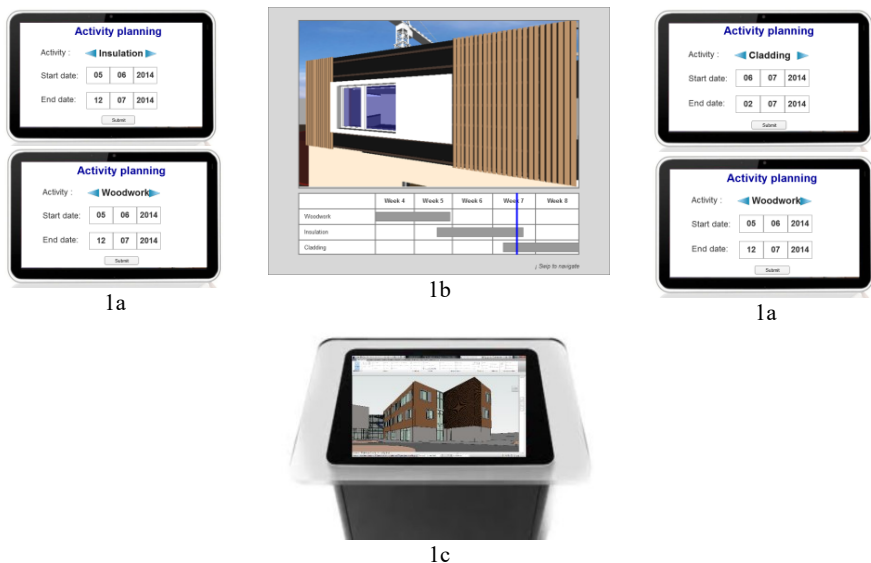 Activity planning
Activity : Insulation
Start date: 05 06 2014
End date: 12 07 2014
Submit
Activity planning
Activity : Woodwork
Start date: 05 06 2014
End date: 12 07 2014
Submit
1a
Week 4 Week 5 Week 6 Week 7 Week 8
Woodwork
Insulation
Cladding
to navigate
1b
Activity planning
Activity : Cladding
Start date: 06 07 2014
End date: 02 07 2014
Submit
Activity planning
Activity : Woodwork
Start date: 05 06 2014
End date: 12 07 2014
Submit
1a
1c